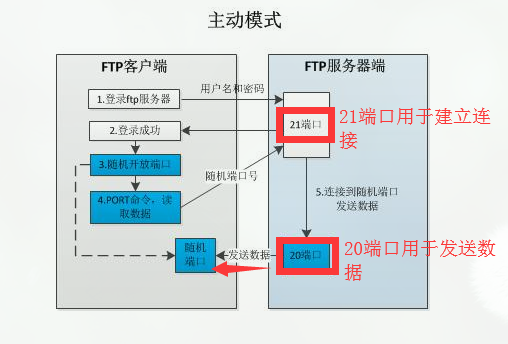 主动模式
FTP客户端
FTP服务器端
用户名和密码
1.登录ftp服务器
21端口
21端口用于建立连
接
2.登录成功
3.随机开放端口
随机端口号
4.PORT命令，读
取数据
5.连接到随机端口
发送数据
随机
端口
发送数据
20端口
20端口用于发送数
据